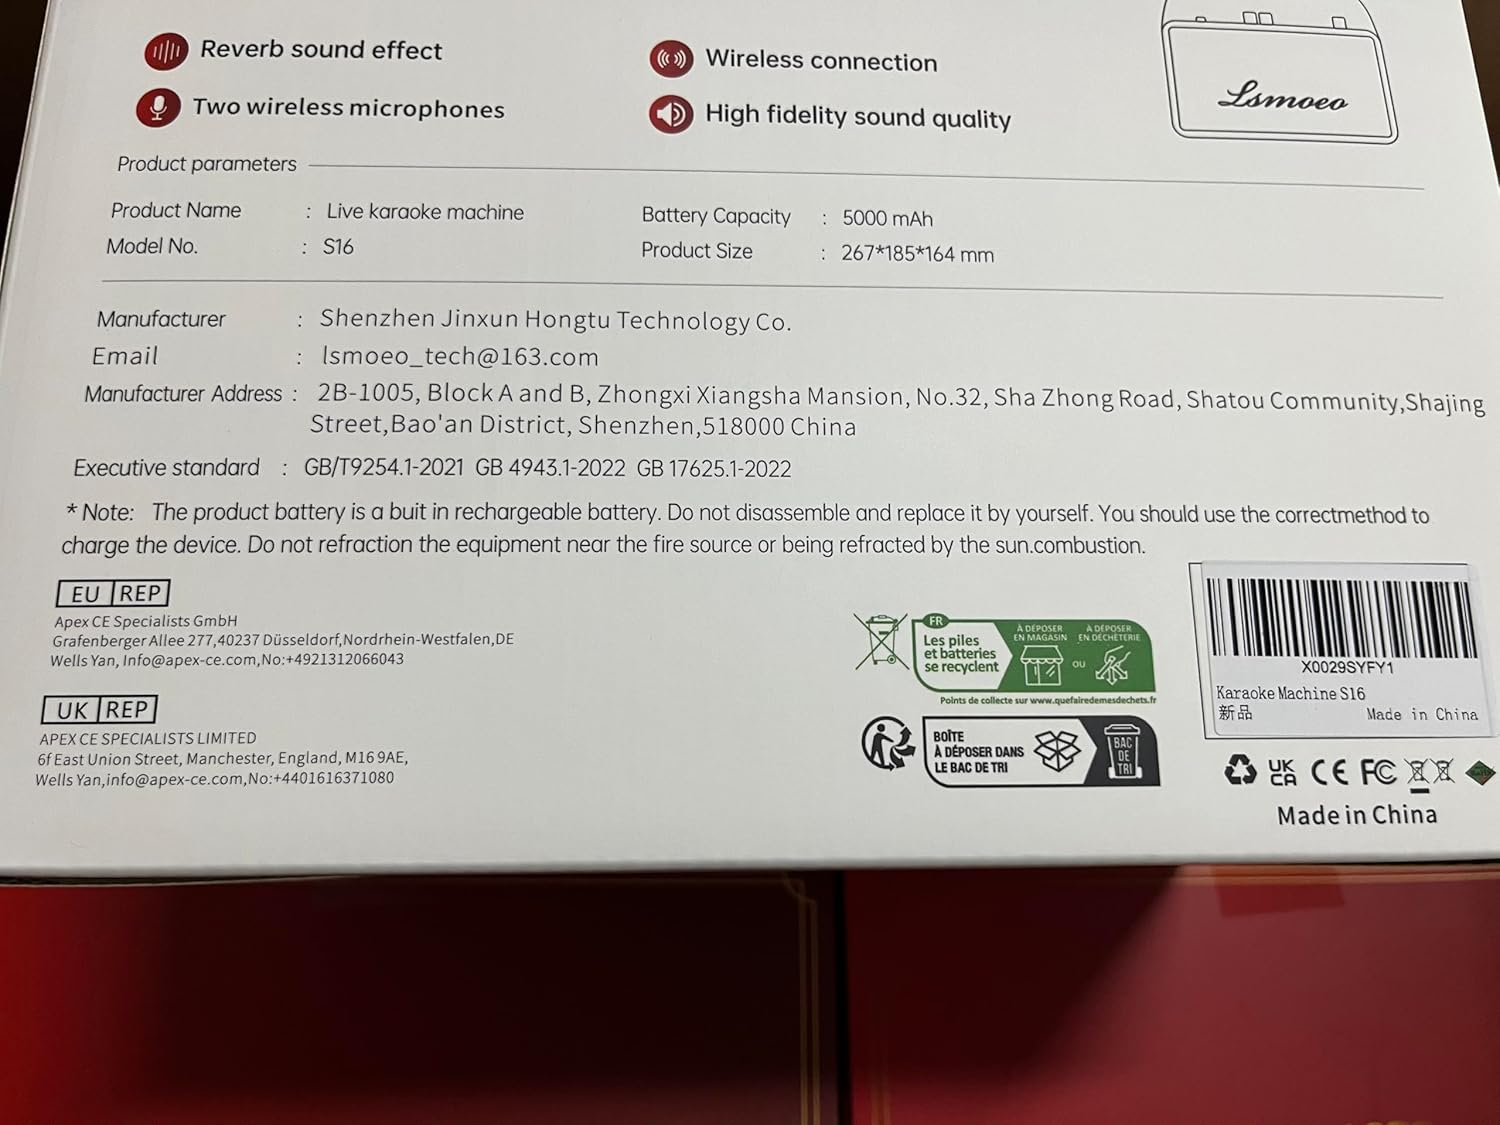 Reverb sound effect
Wireless connection
Two wireless microphones
High fidelity sound quality
Lsmoeo
Product parameters
Product Name : Live karaoke machine
Battery Capacity : 5000 mAh
Model No. : S16
Product Size : 267*185*164 mm
Manufacturer : Shenzhen Jinxun Hongtu Technology Co.
Email : lsmoeo_tech@163.com
Manufacturer Address : 2B-1005, Block A and B, Zhongxi Xiangsha Mansion, No.32, Sha Zhong Road, Shatou Community,Shajing
Street,Bao'an District, Shenzhen,518000 China
Executive standard : GB/T9254.1-2021 GB 4943.1-2022 GB 17625.1-2022
* Note: The product battery is a buit in rechargeable battery. Do not disassemble and replace it by yourself. You should use the correctmethod to
charge the device. Do not refraction the equipment near the fire source or being refracted by the sun.combustion.
EU REP
Apex CE Specialists GmbH
Grafenberger Allee 277,40237 Düsseldorf,Nordrhein-Westfalen,DE
Wells Yan, Info@apex-ce.com,No:+4921312066043
UK REP
APEX CE SPECIALISTS LIMITED
6f East Union Street, Manchester, England, M16 9AE,
Wells Yan,info@apex-ce.com,No:+4401616371080
FR
Les piles
et batteries
se recyclent
À DÉPOSER
EN MAGASIN
OU
À DÉPOSER
EN DÉCHÈTERIE
Points de collecte sur www.quefairedemesdechets.fr
BOÎTE
À DÉPOSER DANS
LE BAC DE TRI
BAC
DE
TRI
X0029SYFY1
Karaoke Machine S16
新品 Made in China
UK
CA
CE
FC
Made in China